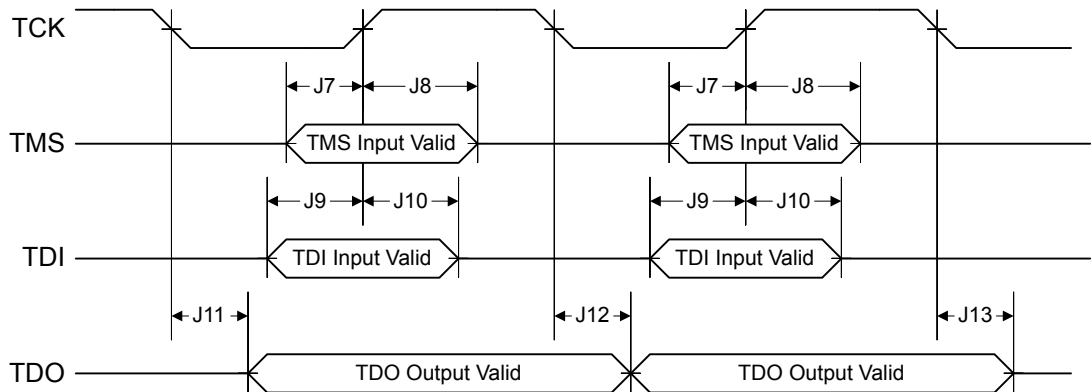 TCK
J7 J8 J7 J8
TMS TMS Input Valid TMS Input Valid
J9 J10 J9 J10
TDI TDI Input Valid TDI Input Valid
J11 J12 J13
TDO TDO Output Valid TDO Output Valid